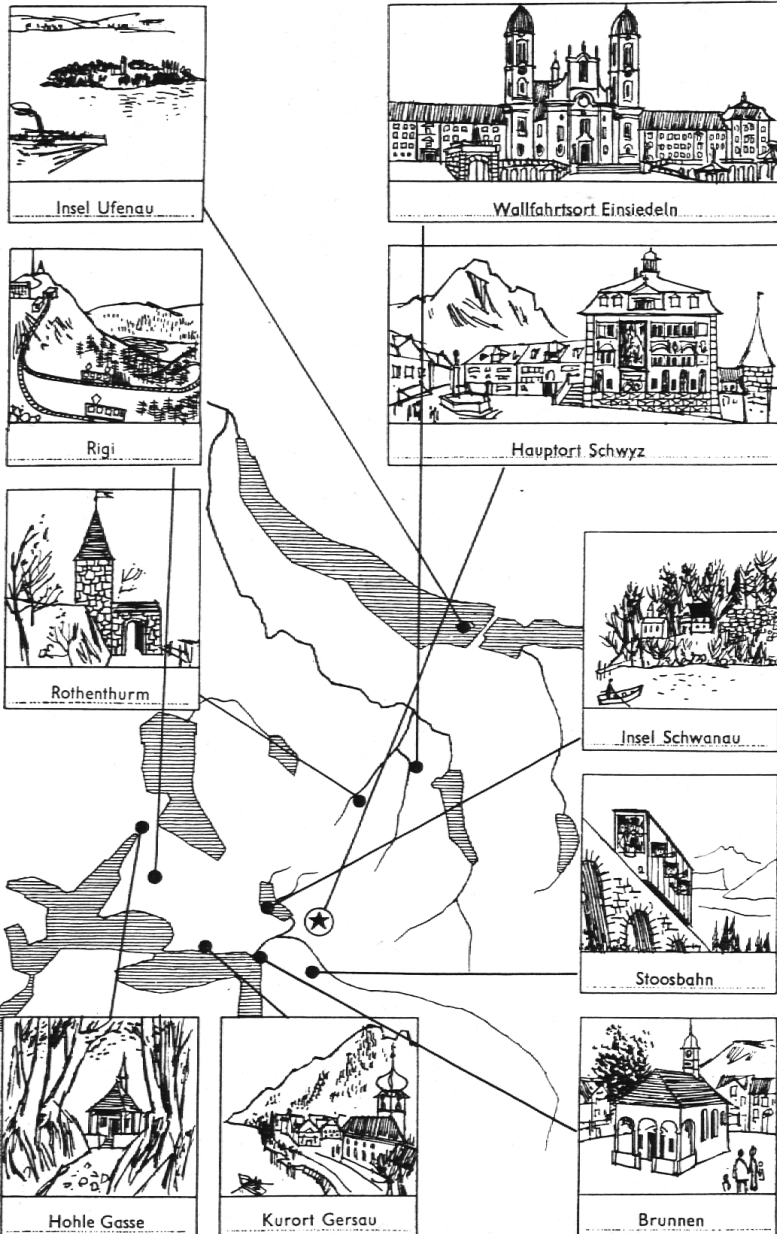 Insel Ufenau
Wallfahrtsort Einsiedeln
Rigi
Hauptort Schwyz
Rothenthurm
Insel Schwanau
Stoosbahn
Hohle Gasse
Kurort Gersau
Brunnen